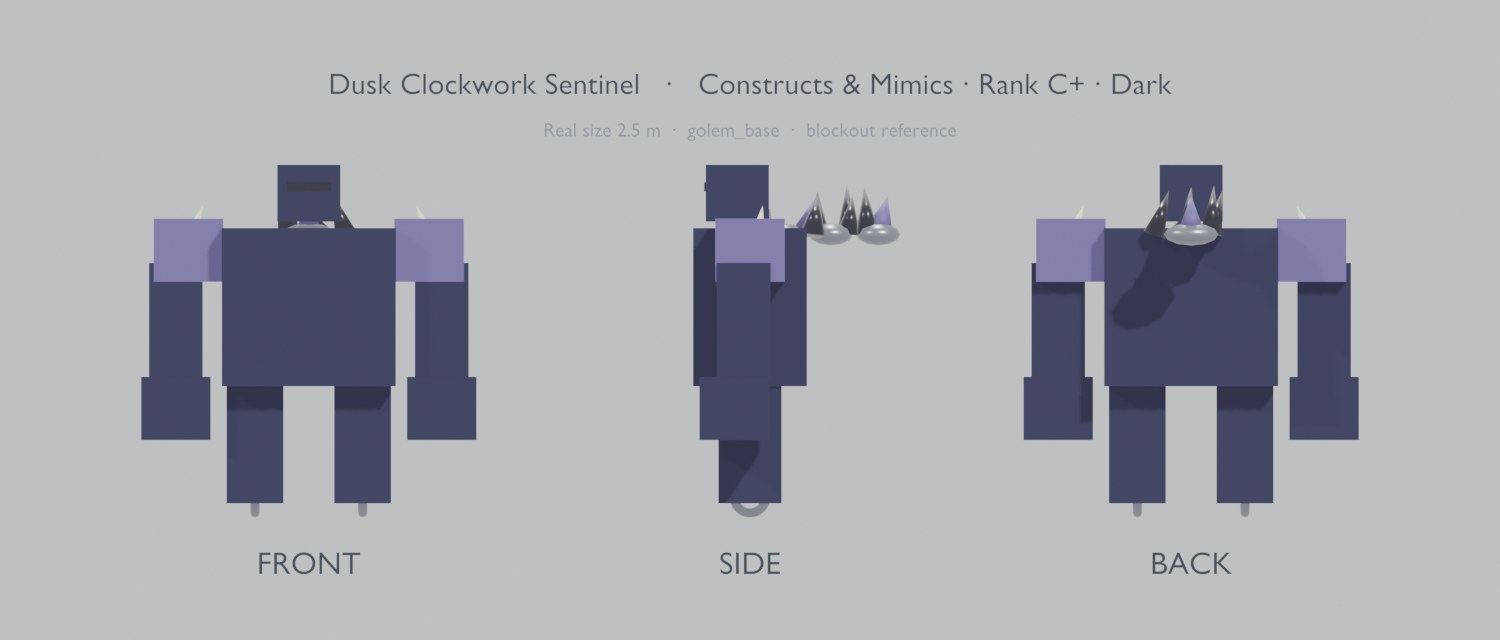 Dusk Clockwork Sentinel · Constructs & Mimics · Rank C+ · Dark
Real size 2.5 m · golem_base · blockout reference
FRONT SIDE BACK